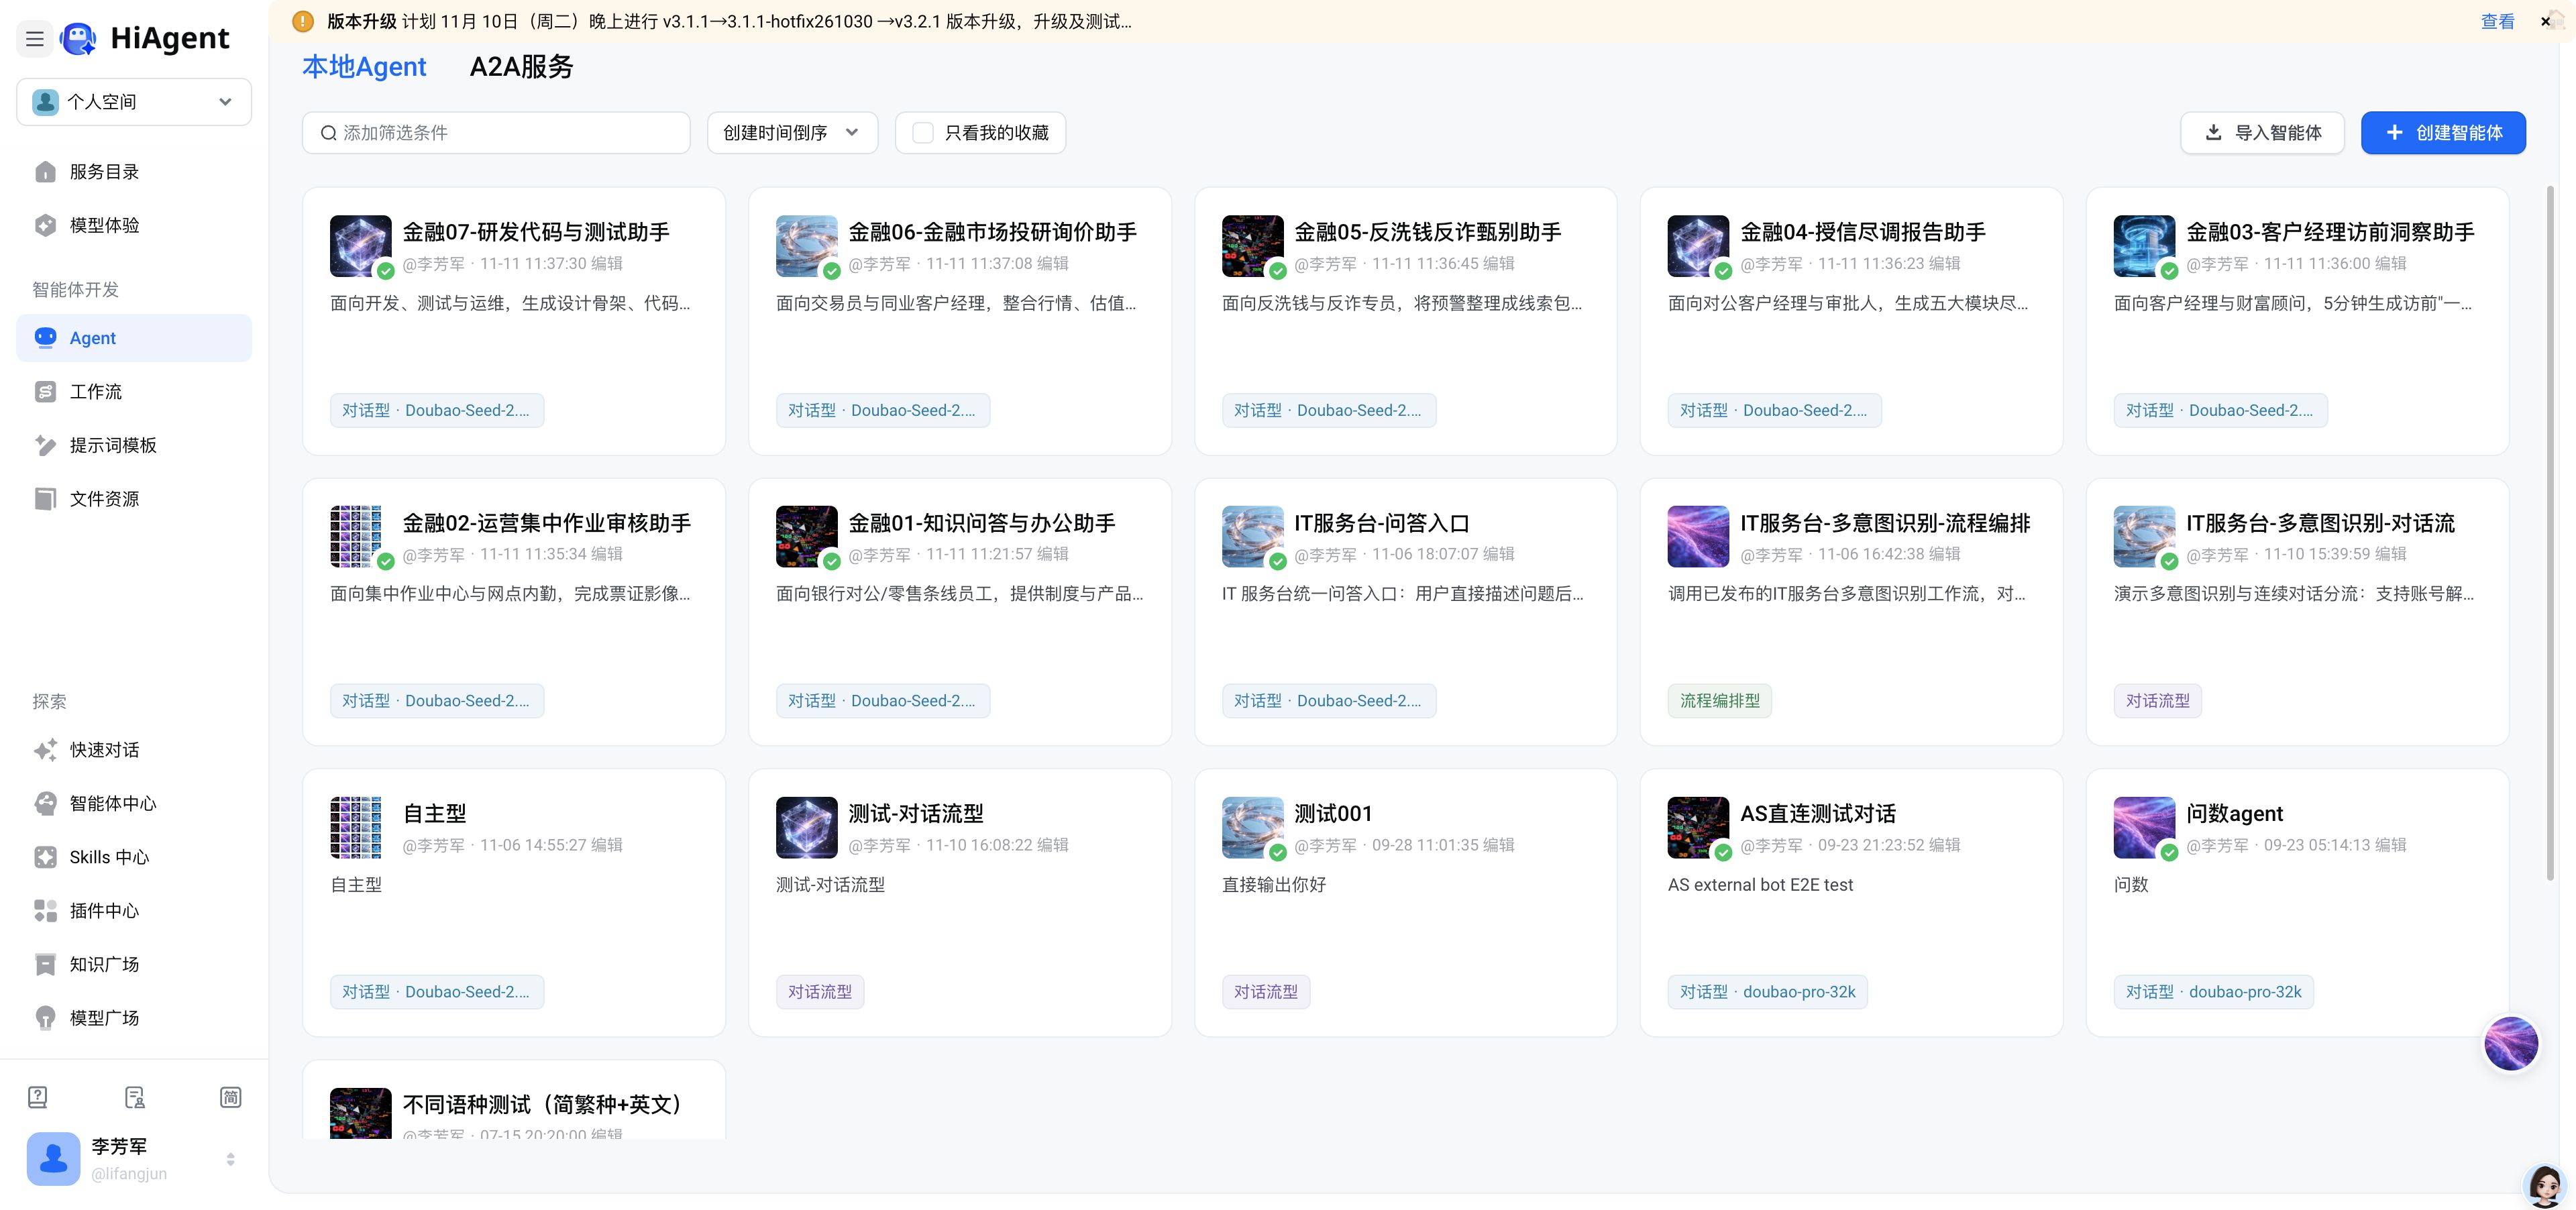 HiAgent
版本升级 计划 11月 10日（周二）晚上进行 v3.1.1→3.1.1-hotfix261030 →v3.2.1 版本升级，升级及测试...
查看
个人空间
服务目录
模型体验
智能体开发
Agent
工作流
提示词模板
文件资源
探索
快速对话
智能体中心
Skills 中心
插件中心
知识广场
模型广场
简
李芳军
@lifangjun
本地Agent
A2A服务
添加筛选条件
创建时间倒序
只看我的收藏
导入智能体
创建智能体
金融07-研发代码与测试助手
@李芳军 · 11-11 11:37:30 编辑
面向开发、测试与运维，生成设计骨架、代码...
对话型 · Doubao-Seed-2....
金融06-金融市场投研询价助手
@李芳军 · 11-11 11:37:08 编辑
面向交易员与同业客户经理，整合行情、估值...
对话型 · Doubao-Seed-2....
金融05-反洗钱反诈甄别助手
@李芳军 · 11-11 11:36:45 编辑
面向反洗钱与反诈专员，将预警整理成线索包...
对话型 · Doubao-Seed-2....
金融04-授信尽调报告助手
@李芳军 · 11-11 11:36:23 编辑
面向对公客户经理与审批人，生成五大模块尽...
对话型 · Doubao-Seed-2....
金融03-客户经理访前洞察助手
@李芳军 · 11-11 11:36:00 编辑
面向客户经理与财富顾问，5分钟生成访前"一...
对话型 · Doubao-Seed-2....
金融02-运营集中作业审核助手
@李芳军 · 11-11 11:35:34 编辑
面向集中作业中心与网点内勤，完成票证影像...
对话型 · Doubao-Seed-2....
金融01-知识问答与办公助手
@李芳军 · 11-11 11:21:57 编辑
面向银行对公/零售条线员工，提供制度与产品...
对话型 · Doubao-Seed-2....
IT服务台-问答入口
@李芳军 · 11-06 18:07:07 编辑
IT 服务台统一问答入口：用户直接描述问题后...
对话型 · Doubao-Seed-2....
IT服务台-多意图识别-流程编排
@李芳军 · 11-06 16:42:38 编辑
调用已发布的IT服务台多意图识别工作流，对...
流程编排型
IT服务台-多意图识别-对话流
@李芳军 · 11-10 15:39:59 编辑
演示多意图识别与连续对话分流：支持账号解...
对话流型
自主型
@李芳军 · 11-06 14:55:27 编辑
自主型
对话型 · Doubao-Seed-2....
测试-对话流型
@李芳军 · 11-10 16:08:22 编辑
测试-对话流型
对话流型
测试001
@李芳军 · 09-28 11:01:35 编辑
直接输出你好
对话流型
AS直连测试对话
@李芳军 · 09-23 21:23:52 编辑
AS external bot E2E test
对话型 · doubao-pro-32k
问数agent
@李芳军 · 09-23 05:14:13 编辑
问数
对话型 · doubao-pro-32k
不同语种测试（简繁种+英文）
@李芳军 · 07-15 20:20:00 编辑